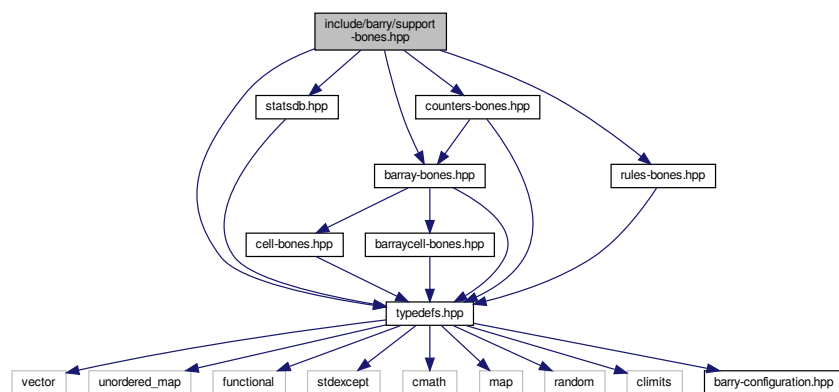 include/barry/support
-bones.hpp
statsdb.hpp
counters-bones.hpp
barray-bones.hpp
rules-bones.hpp
cell-bones.hpp
barraycell-bones.hpp
typedefs.hpp
vector
unordered_map
functional
stdexcept
cmath
map
random
climits
barry-configuration.hpp